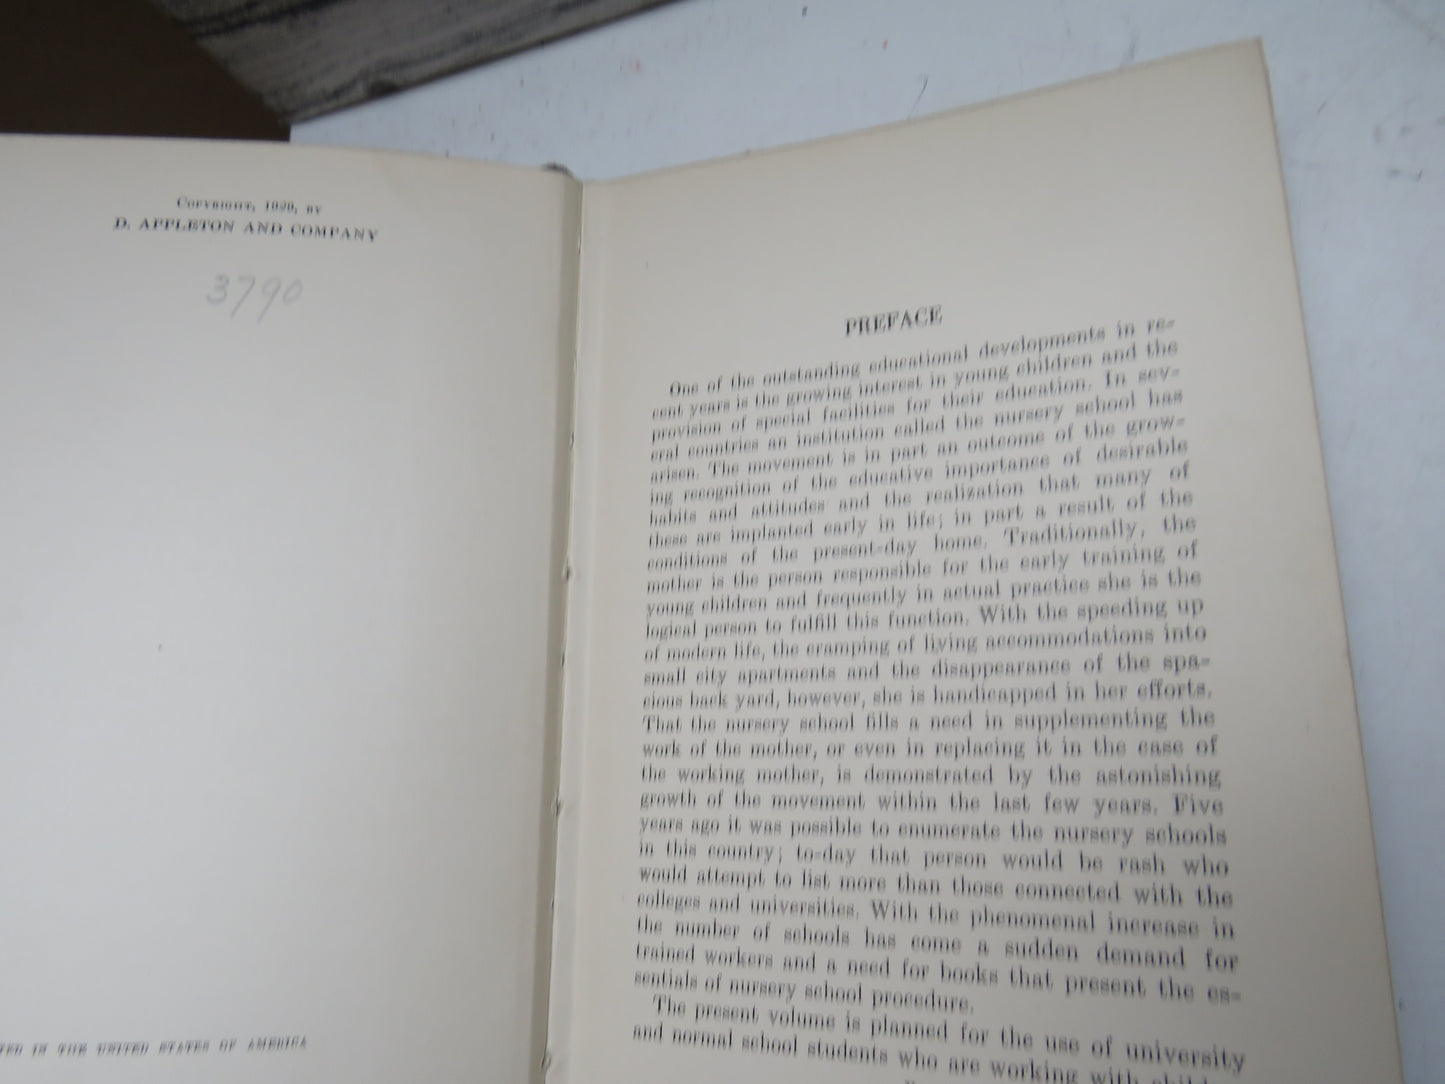 COPYRIGHT, 1929, BY
D. APPLETON AND COMPANY
3790
TED IN THE UNITED STATES OF AMERICA
PREFACE
One of the outstanding educational developments in re-
cent years is the growing interest in young children and the
provision of special facilities for their education. In sev-
eral countries an institution called the nursery school has
arisen. The movement is in part an outcome of the grow-
ing recognition of the educative importance of desirable
habits and attitudes and the realization that many of
these are implanted early in life; in part a result of the
conditions of the present-day home. Traditionally, the
mother is the person responsible for the early training of
young children and frequently in actual practice she is the
logical person to fulfill this function. With the speeding up
of modern life, the cramping of living accommodations into
small city apartments and the disappearance of the spa-
cious back yard, however, she is handicapped in her efforts.
That the nursery school fills a need in supplementing the
work of the mother, or even in replacing it in the case of
the working mother, is demonstrated by the astonishing
growth of the movement within the last few years. Five
years ago it was possible to enumerate the nursery schools
in this country; to-day that person would be rash who
would attempt to list more than those connected with the
colleges and universities. With the phenomenal increase in
the number of schools has come a sudden demand for
trained workers and a need for books that present the es-
sentials of nursery school procedure.
The present volume is planned for the use of university
and normal school students who are working with